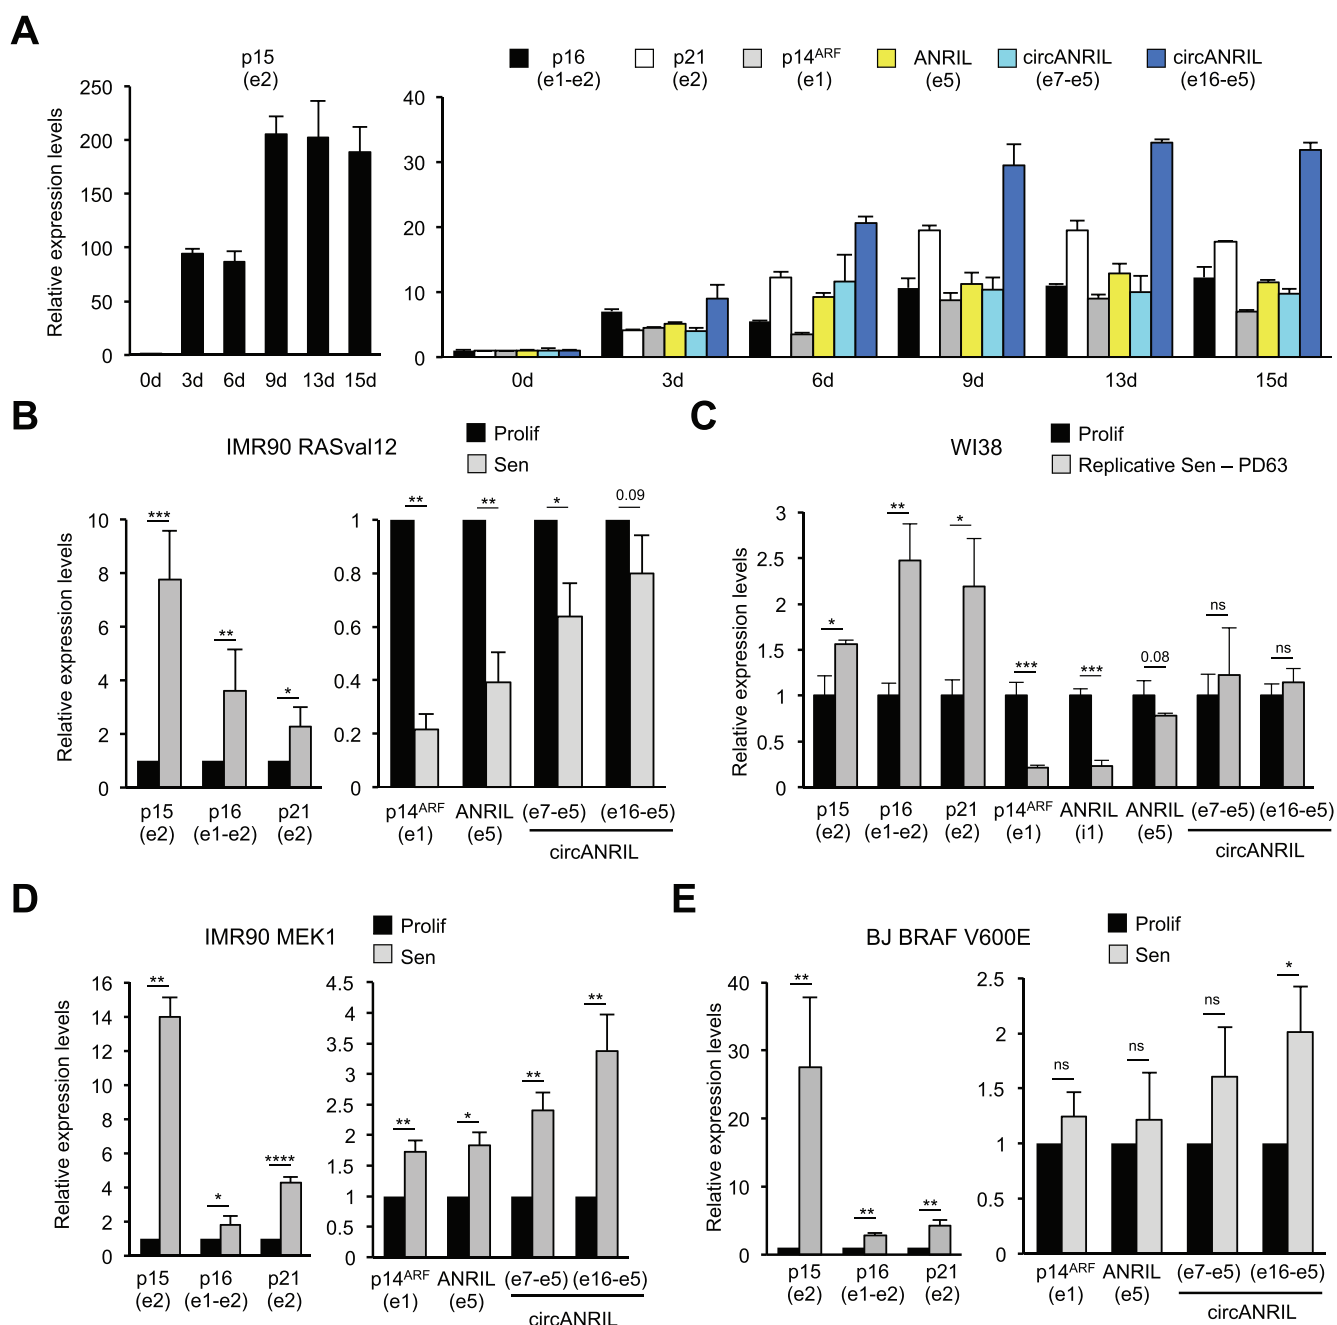 A
p15
(e2)
p16
(e1-e2)
p21
(e2)
p14ARF
(e1)
ANRIL
(e5)
circANRIL
(e7-e5)
circANRIL
(e16-e5)
Relative expression levels
250
200
150
100
50
0
0d 3d 6d 9d 13d 15d
40
30
20
10
0
0d 3d 6d 9d 13d 15d
B
IMR90 RASval12
Prolif
Sen
Relative expression levels
10
8
6
4
2
0
*** ** *
p15 p16 p21
(e2) (e1-e2) (e2)
1
0.8
0.6
0.4
0.2
0
** ** * 0.09
p14ARF ANRIL (e7-e5) (e16-e5)
(e1) (e5)
circANRIL
C
WI38
Prolif
Replicative Sen – PD63
Relative expression levels
3
2.5
2
1.5
1
0.5
0
* ** * *** *** 0.08 ns ns
p15 p16 p21 p14ARF ANRIL ANRIL (e7-e5) (e16-e5)
(e2) (e1-e2) (e2) (e1) (i1) (e5)
circANRIL
D
IMR90 MEK1
Prolif
Sen
Relative expression levels
16
14
12
10
8
6
4
2
0
** * ****
p15 p16 p21
(e2) (e1-e2) (e2)
4.5
4
3.5
3
2.5
2
1.5
1
0.5
0
** * ** **
p14ARF ANRIL (e7-e5) (e16-e5)
(e1) (e5)
circANRIL
E
BJ BRAF V600E
Prolif
Sen
Relative expression levels
40
30
20
10
0
** ** **
p15 p16 p21
(e2) (e1-e2) (e2)
2.5
2
1.5
1
0.5
0
ns ns ns *
p14ARF ANRIL (e7-e5) (e16-e5)
(e1) (e5)
circANRIL